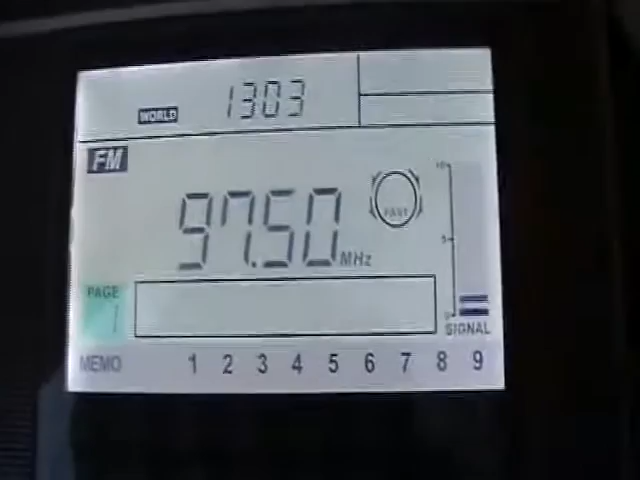 WORLD 1303
FM
97.50 MHz
FAST
10
5
0
SIGNAL
PAGE
1
MEMO 1 2 3 4 5 6 7 8 9